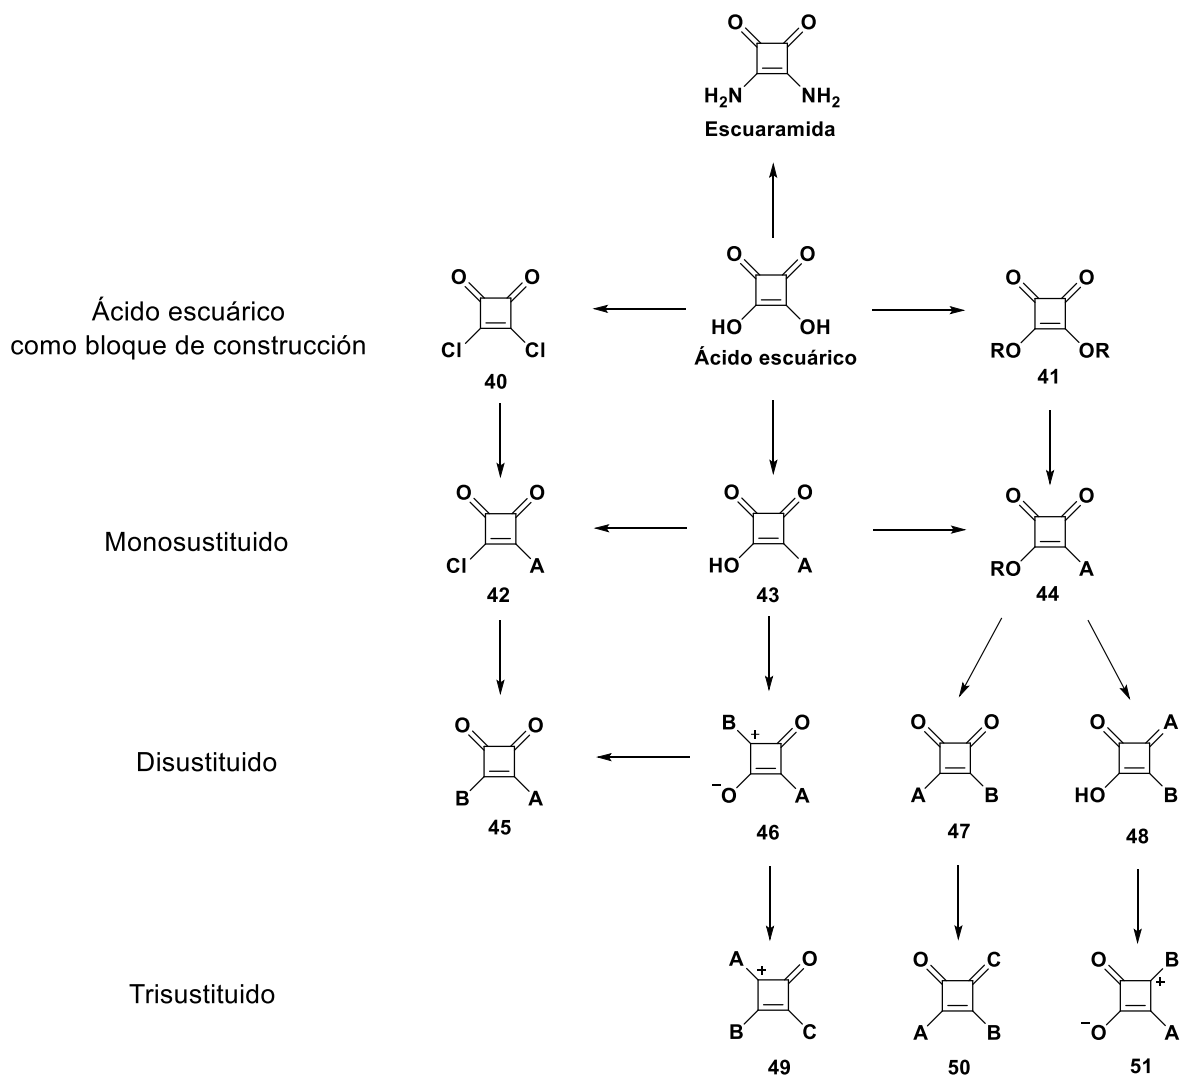 O O
H₂N NH₂
Escuaramida
O O
HO OH
Ácido escuárico
Ácido escuárico
como bloque de construcción
O O
Cl Cl
40
O O
RO OR
41
Monosustituido
O O
Cl A
42
O O
HO A
43
O O
RO A
44
Disustituido
O O
B A
45
B + O
−O A
46
O O
A B
47
O A
HO B
48
Trisustituido
A + O
B C
49
O C
A B
50
O B +
−O A
51